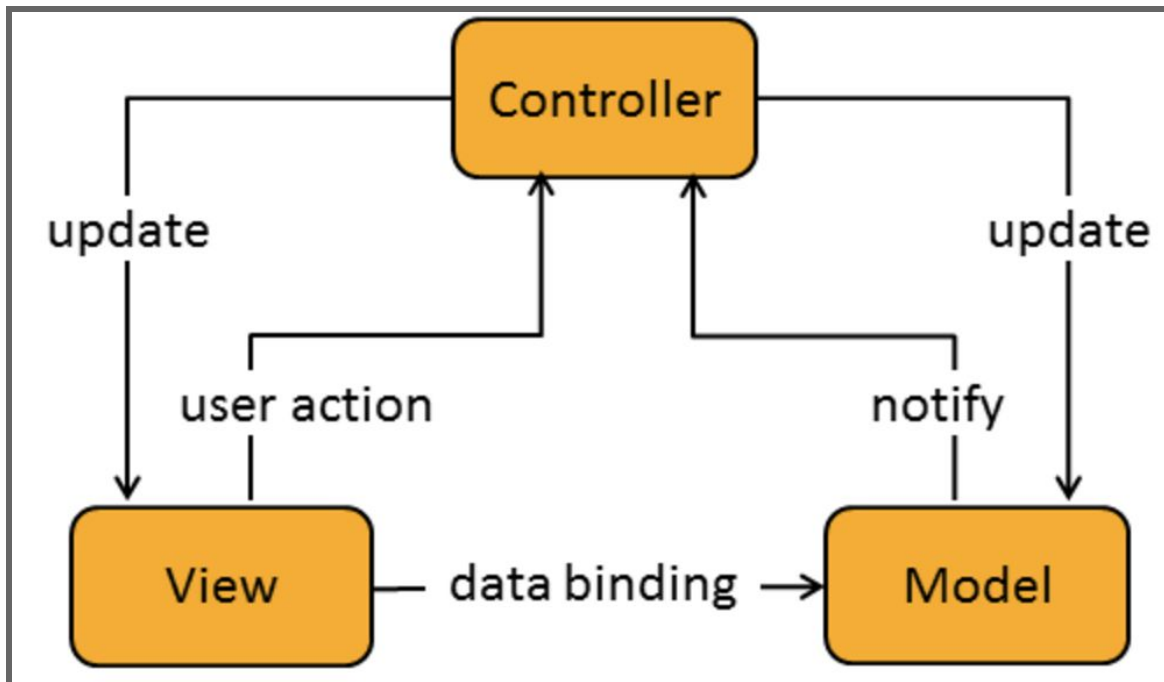 Controller
update
update
user action
notify
View
data binding
Model